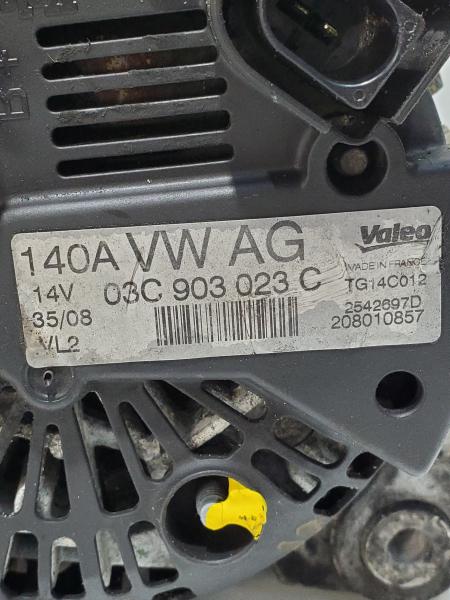 B+
140A VW AG
14V 03C 903 023 C
35/08
VL2
Valeo
MADE IN FRANCE
TG14C012
2542697D
208010857